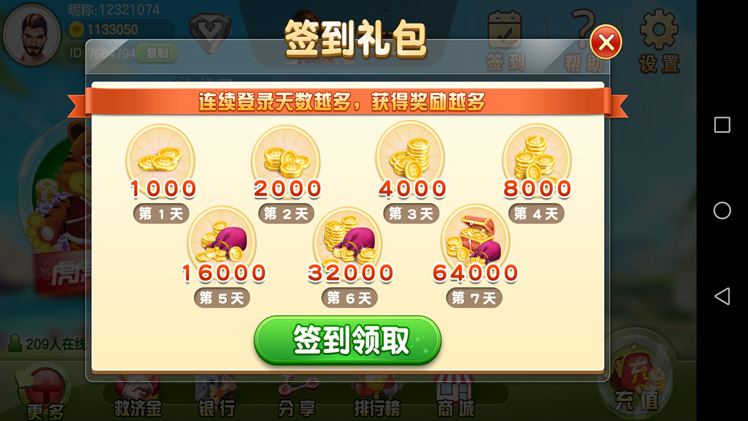 昵称:12321074
1133050
ID:7684794 复制
签到礼包
签到
帮助
设置
连续登录天数越多，获得奖励越多
1000
2000
4000
8000
第1天
第2天
第3天
第4天
16000
32000
64000
第5天
第6天
第7天
签到领取
209人在线
更多
救济金
银行
分享
排行榜
商城
充值